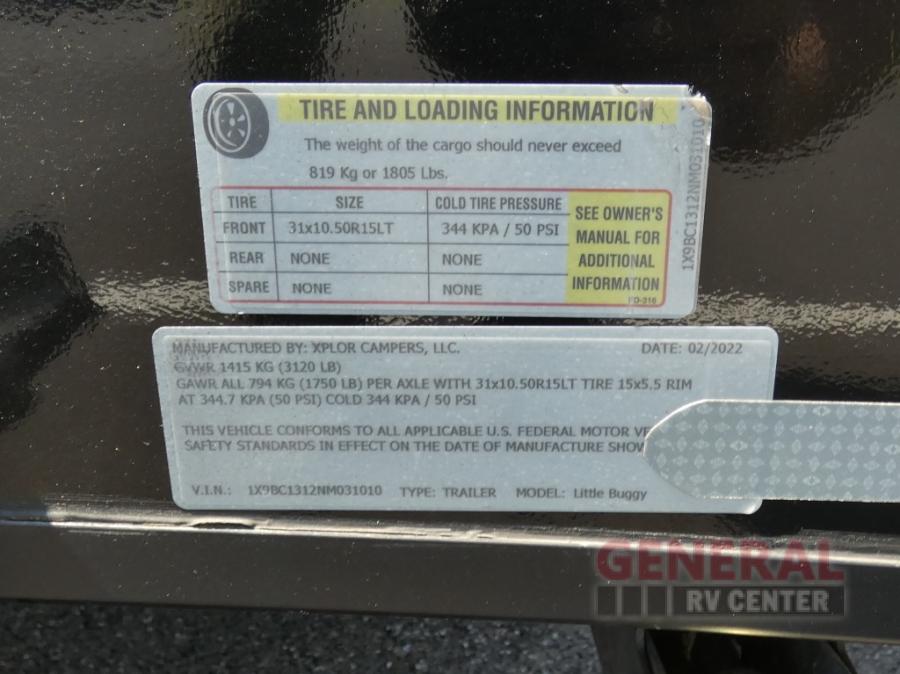 TIRE AND LOADING INFORMATION
The weight of the cargo should never exceed
819 Kg or 1805 Lbs.
TIRE SIZE COLD TIRE PRESSURE
FRONT 31x10.50R15LT 344 KPA / 50 PSI
REAR NONE NONE
SPARE NONE NONE
SEE OWNER'S
MANUAL FOR
ADDITIONAL
INFORMATION
FD-316
1X9BC1312NM031010
MANUFACTURED BY: XPLOR CAMPERS, LLC. DATE: 02/2022
GVWR 1415 KG (3120 LB)
GAWR ALL 794 KG (1750 LB) PER AXLE WITH 31x10.50R15LT TIRE 15x5.5 RIM
AT 344.7 KPA (50 PSI) COLD 344 KPA / 50 PSI
THIS VEHICLE CONFORMS TO ALL APPLICABLE U.S. FEDERAL MOTOR VE
SAFETY STANDARDS IN EFFECT ON THE DATE OF MANUFACTURE SHOW
V.I.N.: 1X9BC1312NM031010 TYPE: TRAILER MODEL: Little Buggy
GENERAL
RV CENTER